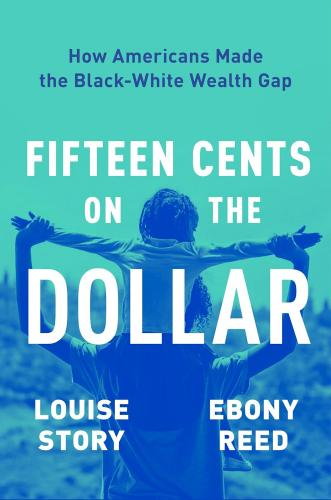 How Americans Made
the Black-White Wealth Gap
FIFTEEN CENTS
ON THE
DOLLAR
LOUISE STORY
EBONY REED